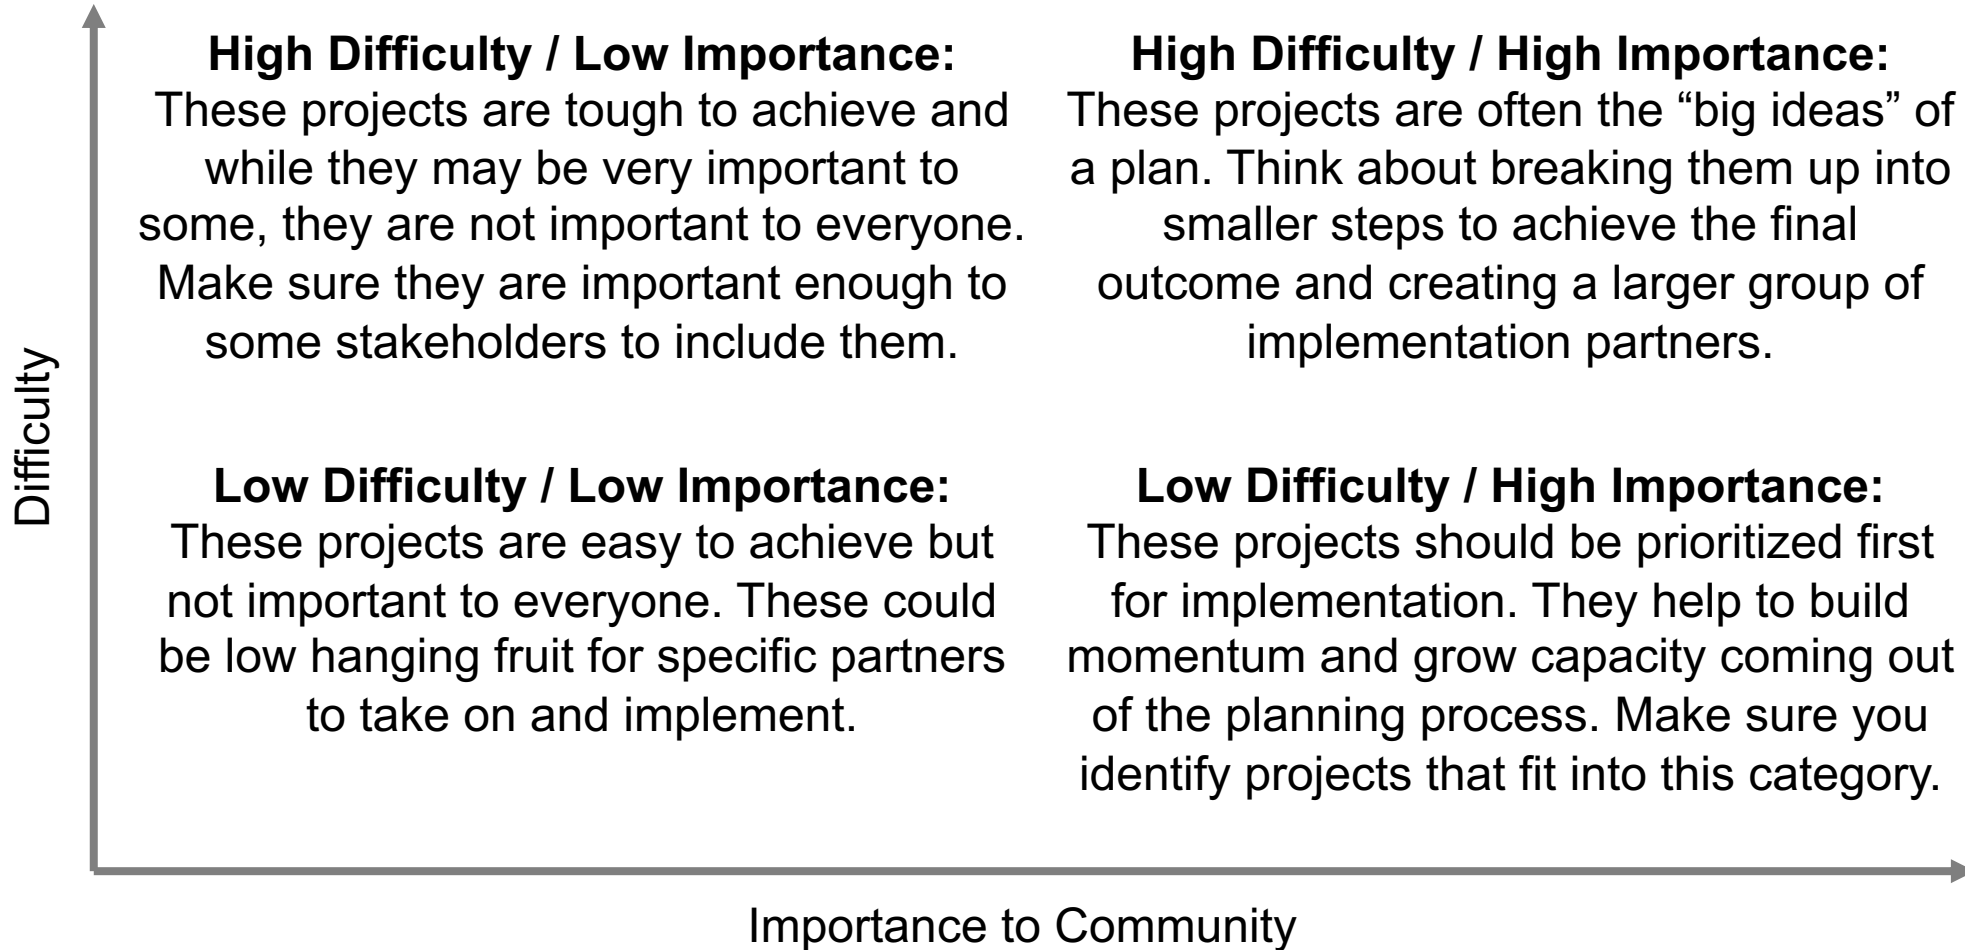 High Difficulty / Low Importance:
These projects are tough to achieve and
while they may be very important to
some, they are not important to everyone.
Make sure they are important enough to
some stakeholders to include them.
High Difficulty / High Importance:
These projects are often the “big ideas” of
a plan. Think about breaking them up into
smaller steps to achieve the final
outcome and creating a larger group of
implementation partners.
Difficulty
Low Difficulty / Low Importance:
These projects are easy to achieve but
not important to everyone. These could
be low hanging fruit for specific partners
to take on and implement.
Low Difficulty / High Importance:
These projects should be prioritized first
for implementation. They help to build
momentum and grow capacity coming out
of the planning process. Make sure you
identify projects that fit into this category.
Importance to Community